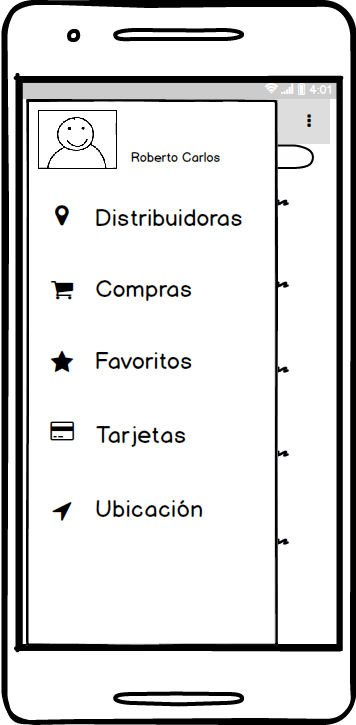 4:01
Roberto Carlos
Distribuidoras
Compras
Favoritos
Tarjetas
Ubicación